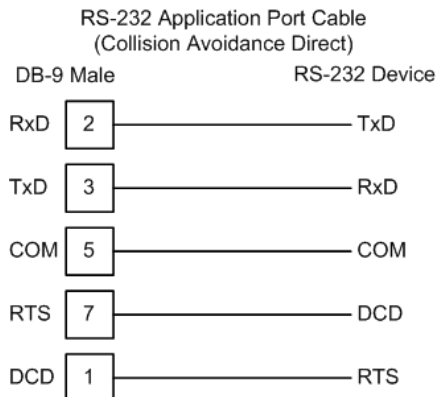 RS-232 Application Port Cable
(Collision Avoidance Direct)
DB-9 Male RS-232 Device
RxD 2 TxD
TxD 3 RxD
COM 5 COM
RTS 7 DCD
DCD 1 RTS